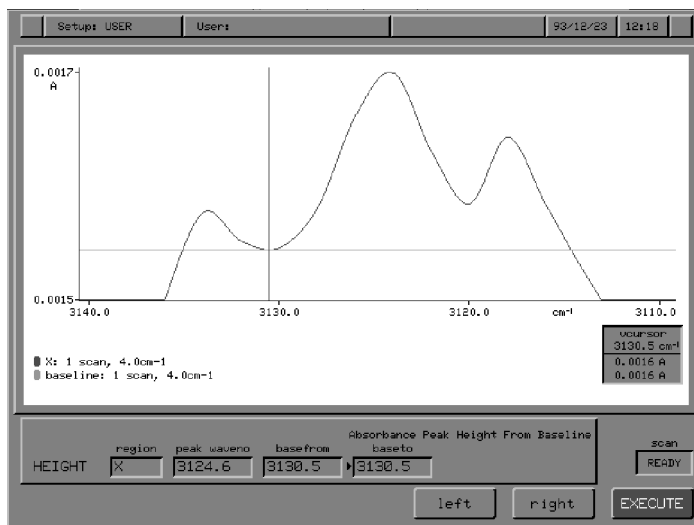 Setup: USER User: 93/12/23 12:18
0.0017
A
0.0015
3140.0 3130.0 3120.0 cm-1 3110.0
vcursor
3130.5 cm-1
0.0016 A
0.0016 A
X: 1 scan, 4.0cm-1
baseline: 1 scan, 4.0cm-1
Absorbance Peak Height From Baseline
region peak waveno basefrom baseto
HEIGHT X 3124.6 3130.5 3130.5
scan
READY
left right EXECUTE